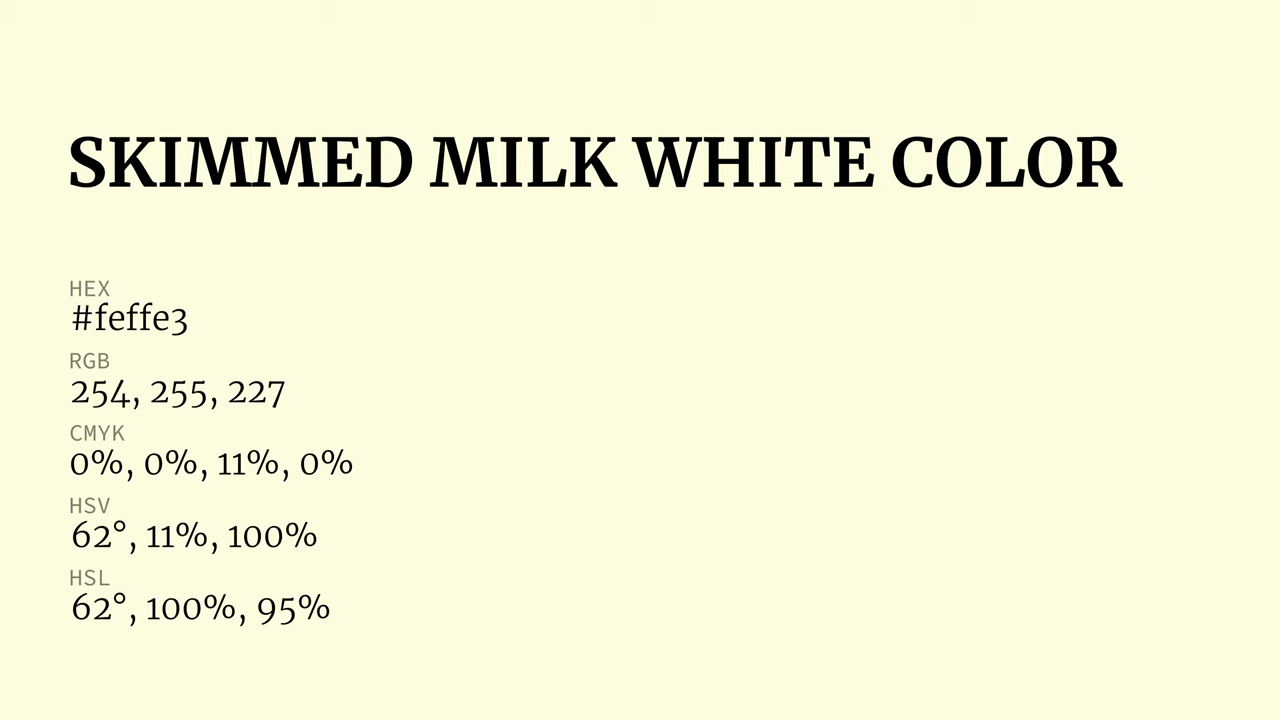 SKIMMED MILK WHITE COLOR
HEX
#feffe3
RGB
254, 255, 227
CMYK
0%, 0%, 11%, 0%
HSV
62°, 11%, 100%
HSL
62°, 100%, 95%